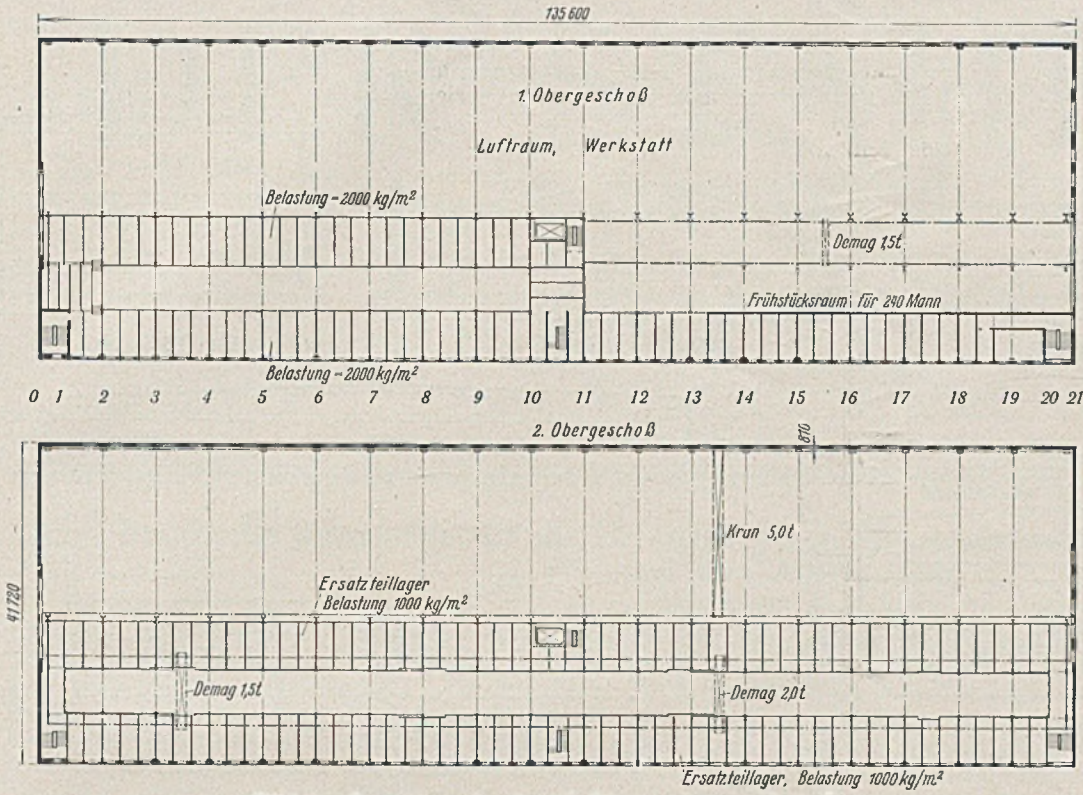 135 600
1. Obergeschoß
Luftraum, Werkstatt
Belastung = 2000 kg/m²
Demag 1,5t
Frühstücksraum für 240 Mann
Belastung = 2000 kg/m²
0 1 2 3 4 5 6 7 8 9 10 11 12 13 14 15 16 17 18 19 20 21
2. Obergeschoß
810
Kran 5,0t
41720
Ersatzteillager
Belastung 1000 kg/m²
Demag 1,5t
Demag 2,0t
Ersatzteillager, Belastung 1000 kg/m²